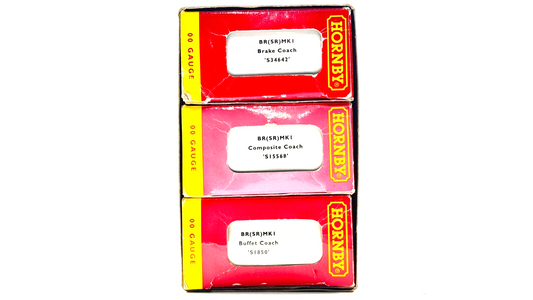 00 GAUGE
BR(SR)MK1
Brake Coach
'S34642'
HORNBY
00 GAUGE
BR(SR)MK1
Composite Coach
'S15568'
HORNBY
00 GAUGE
BR(SR)MK1
Buffet Coach
'S1850'
HORNBY